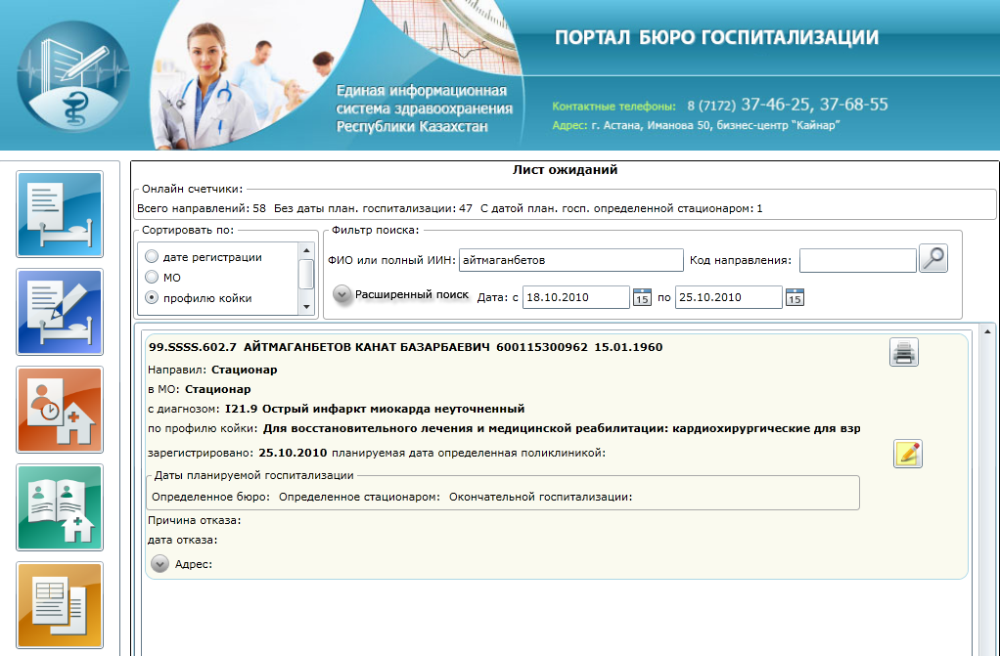 ПОРТАЛ БЮРО ГОСПИТАЛИЗАЦИИ
Единая информационная
система здравоохранения
Республики Казахстан
Контактные телефоны: 8 (7172) 37-46-25, 37-68-55
Адрес: г. Астана, Иманова 50, бизнес-центр "Кайнар"
Лист ожиданий
Онлайн счетчики:
Всего направлений: 58 Без даты план. госпитализации: 47 С датой план. госп. определенной стационаром: 1
Сортировать по:
дате регистрации
МО
профилю койки
Фильтр поиска:
ФИО или полный ИИН: айтмаганбетов Код направления:
Расширенный поиск Дата: с 18.10.2010 15 по 25.10.2010 15
99.SSSS.602.7 АЙТМАГАНБЕТОВ КАНАТ БАЗАРБАЕВИЧ 600115300962 15.01.1960
Направил: Стационар
в МО: Стационар
с диагнозом: I21.9 Острый инфаркт миокарда неуточненный
по профилю койки: Для восстановительного лечения и медицинской реабилитации: кардиохирургические для взр
зарегистрировано: 25.10.2010 планируемая дата определенная поликлиникой:
Даты планируемой госпитализации
Определенное бюро: Определенное стационаром: Окончательной госпитализации:
Причина отказа:
дата отказа:
Адрес: